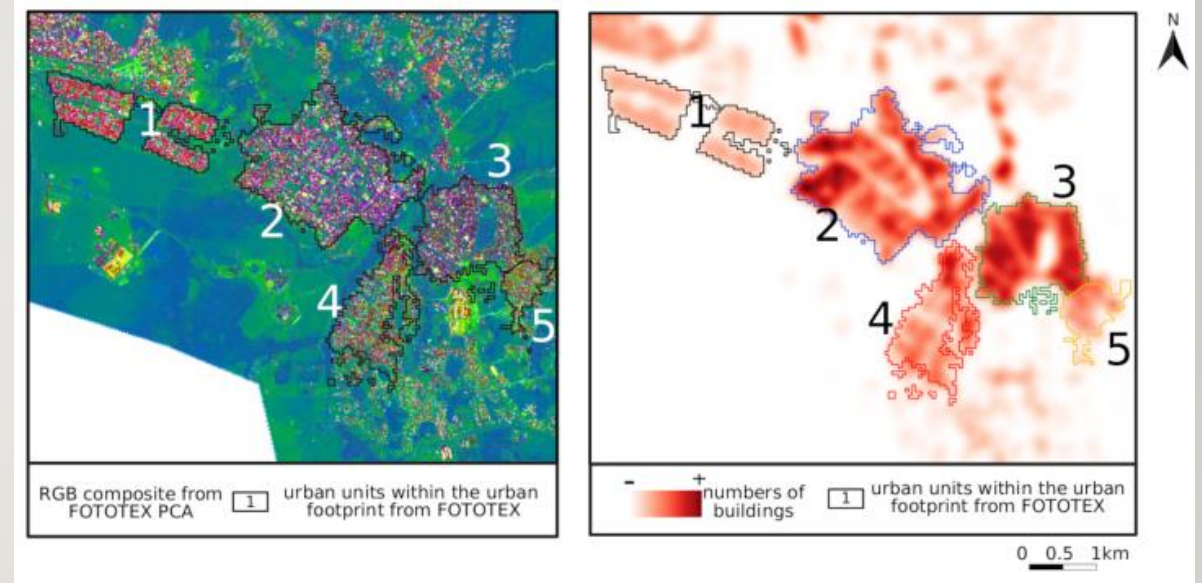 1
2
3
4
5
RGB composite from
FOTOTEX PCA
1
urban units within the urban
footprint from FOTOTEX
N
1
2
3
4
5
- +
numbers of
buildings
1
urban units within the urban
footprint from FOTOTEX
0 0.5 1km